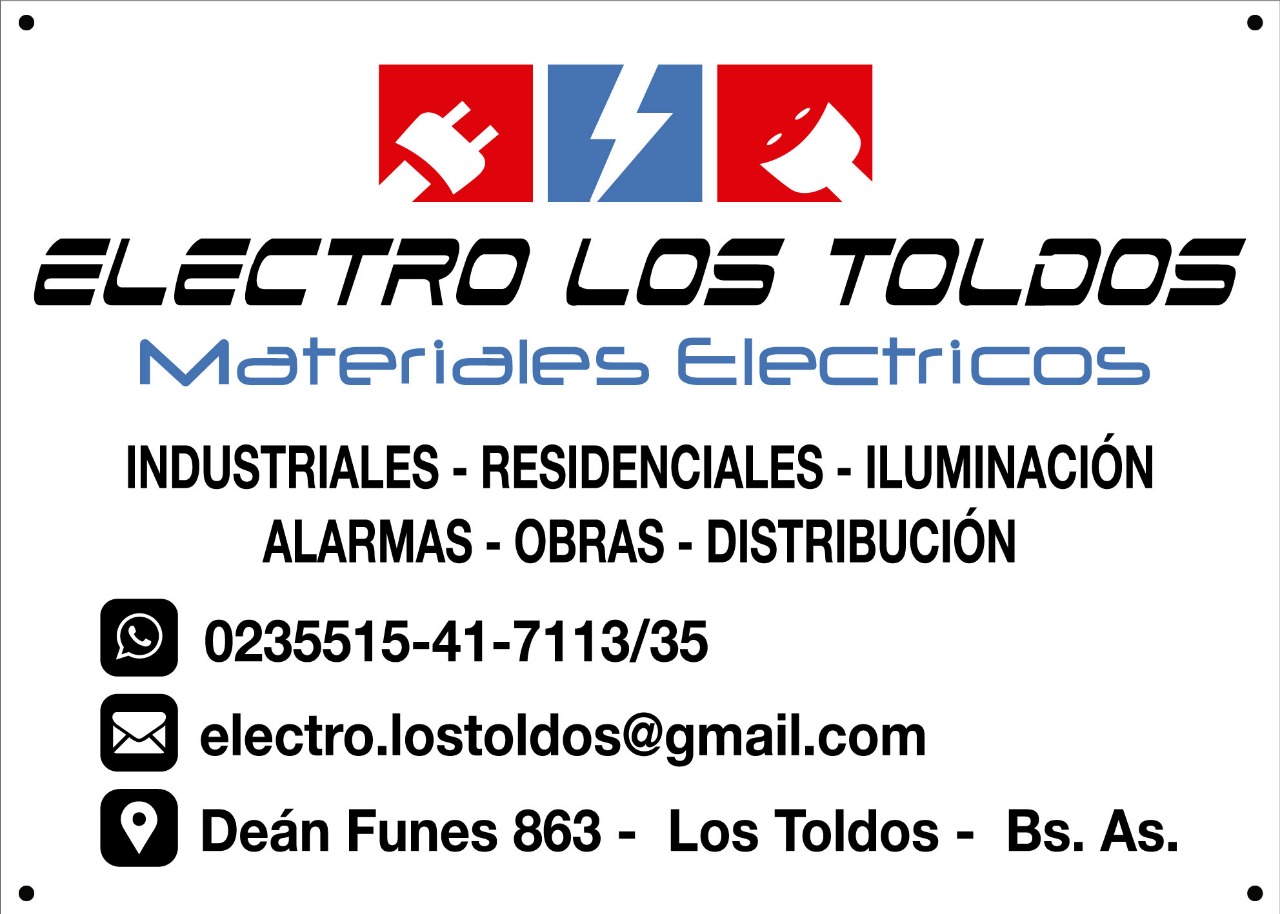 ELECTRO LOS TOLDOS
Materiales Electricos
INDUSTRIALES - RESIDENCIALES - ILUMINACIÓN
ALARMAS - OBRAS - DISTRIBUCIÓN
0235515-41-7113/35
electro.lostoldos@gmail.com
Deán Funes 863 - Los Toldos - Bs. As.